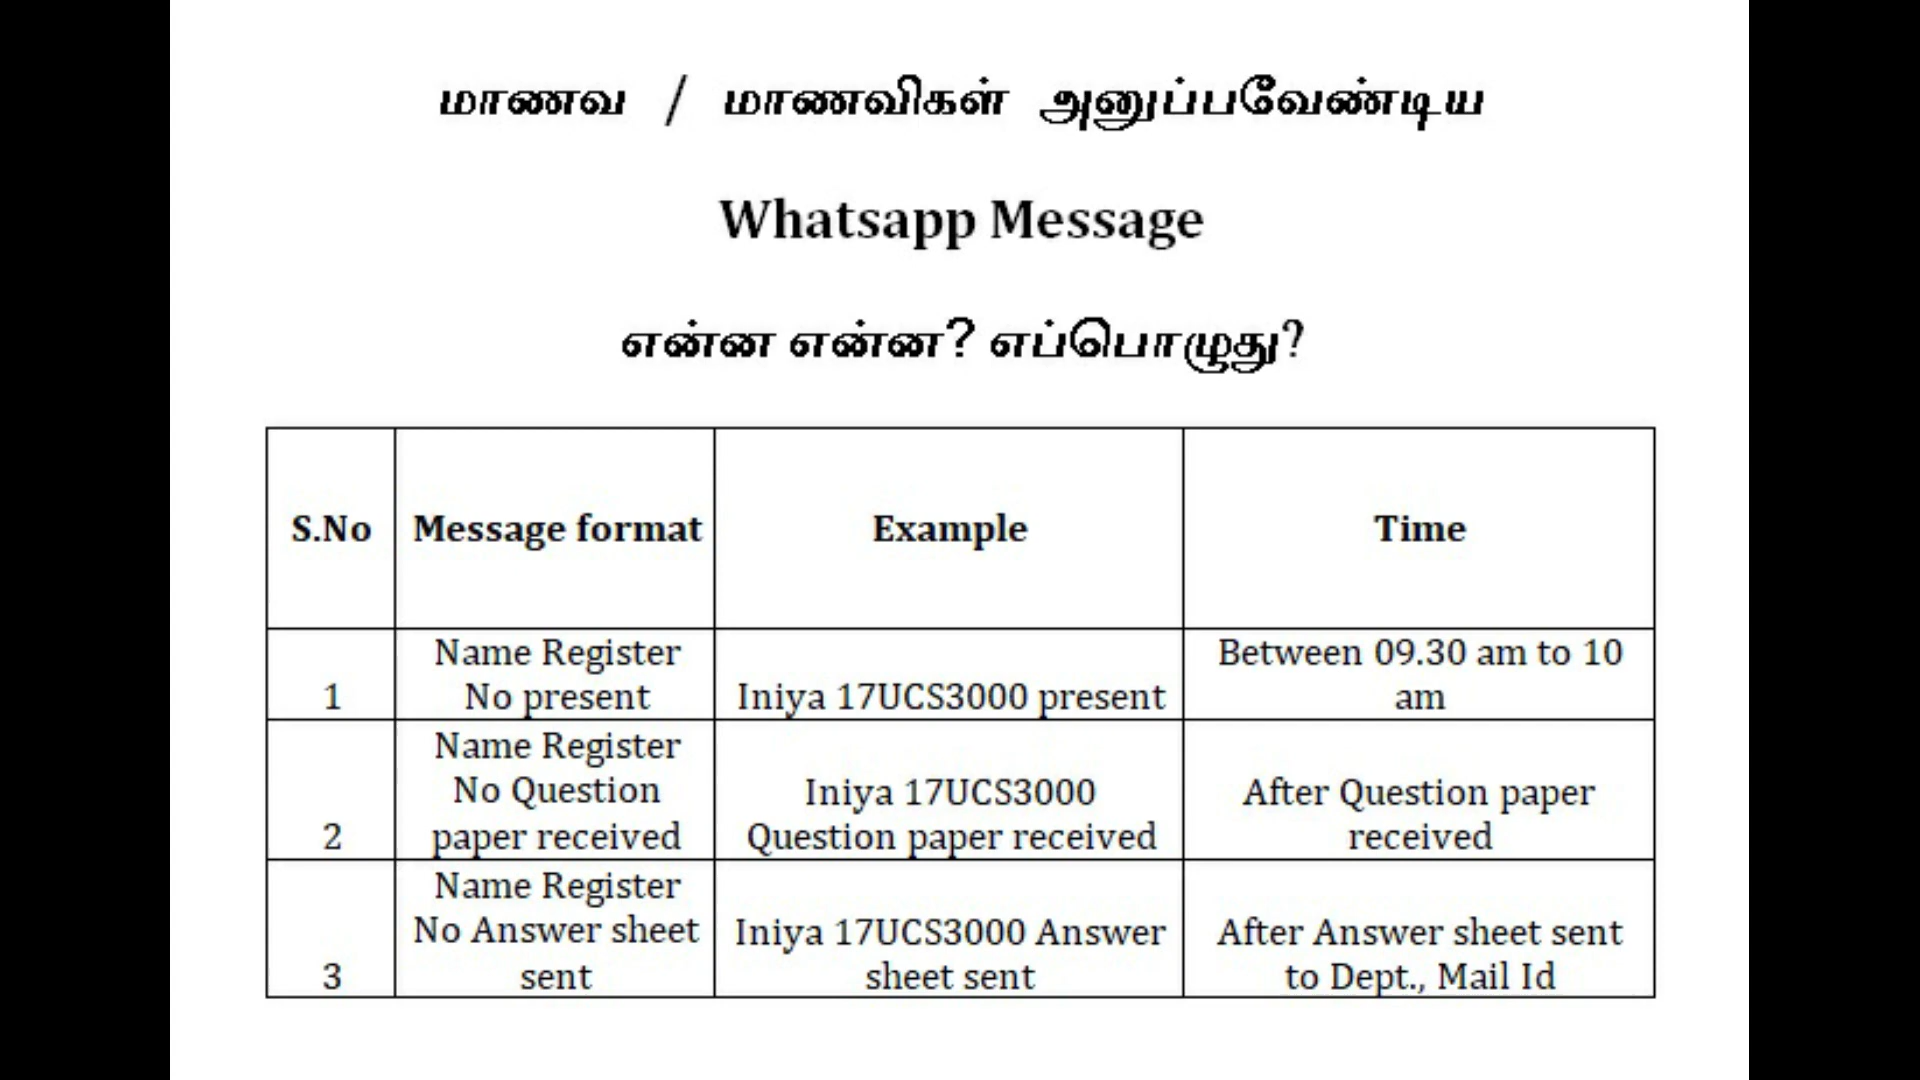 மாணவ / மாணவிகள் அனுப்பவேண்டிய
Whatsapp Message
என்ன என்ன? எப்பொழுது?
S.No Message format Example Time
1 Name Register No present Iniya 17UCS3000 present Between 09.30 am to 10 am
2 Name Register No Question paper received Iniya 17UCS3000 Question paper received After Question paper received
3 Name Register No Answer sheet sent Iniya 17UCS3000 Answer sheet sent After Answer sheet sent to Dept., Mail Id